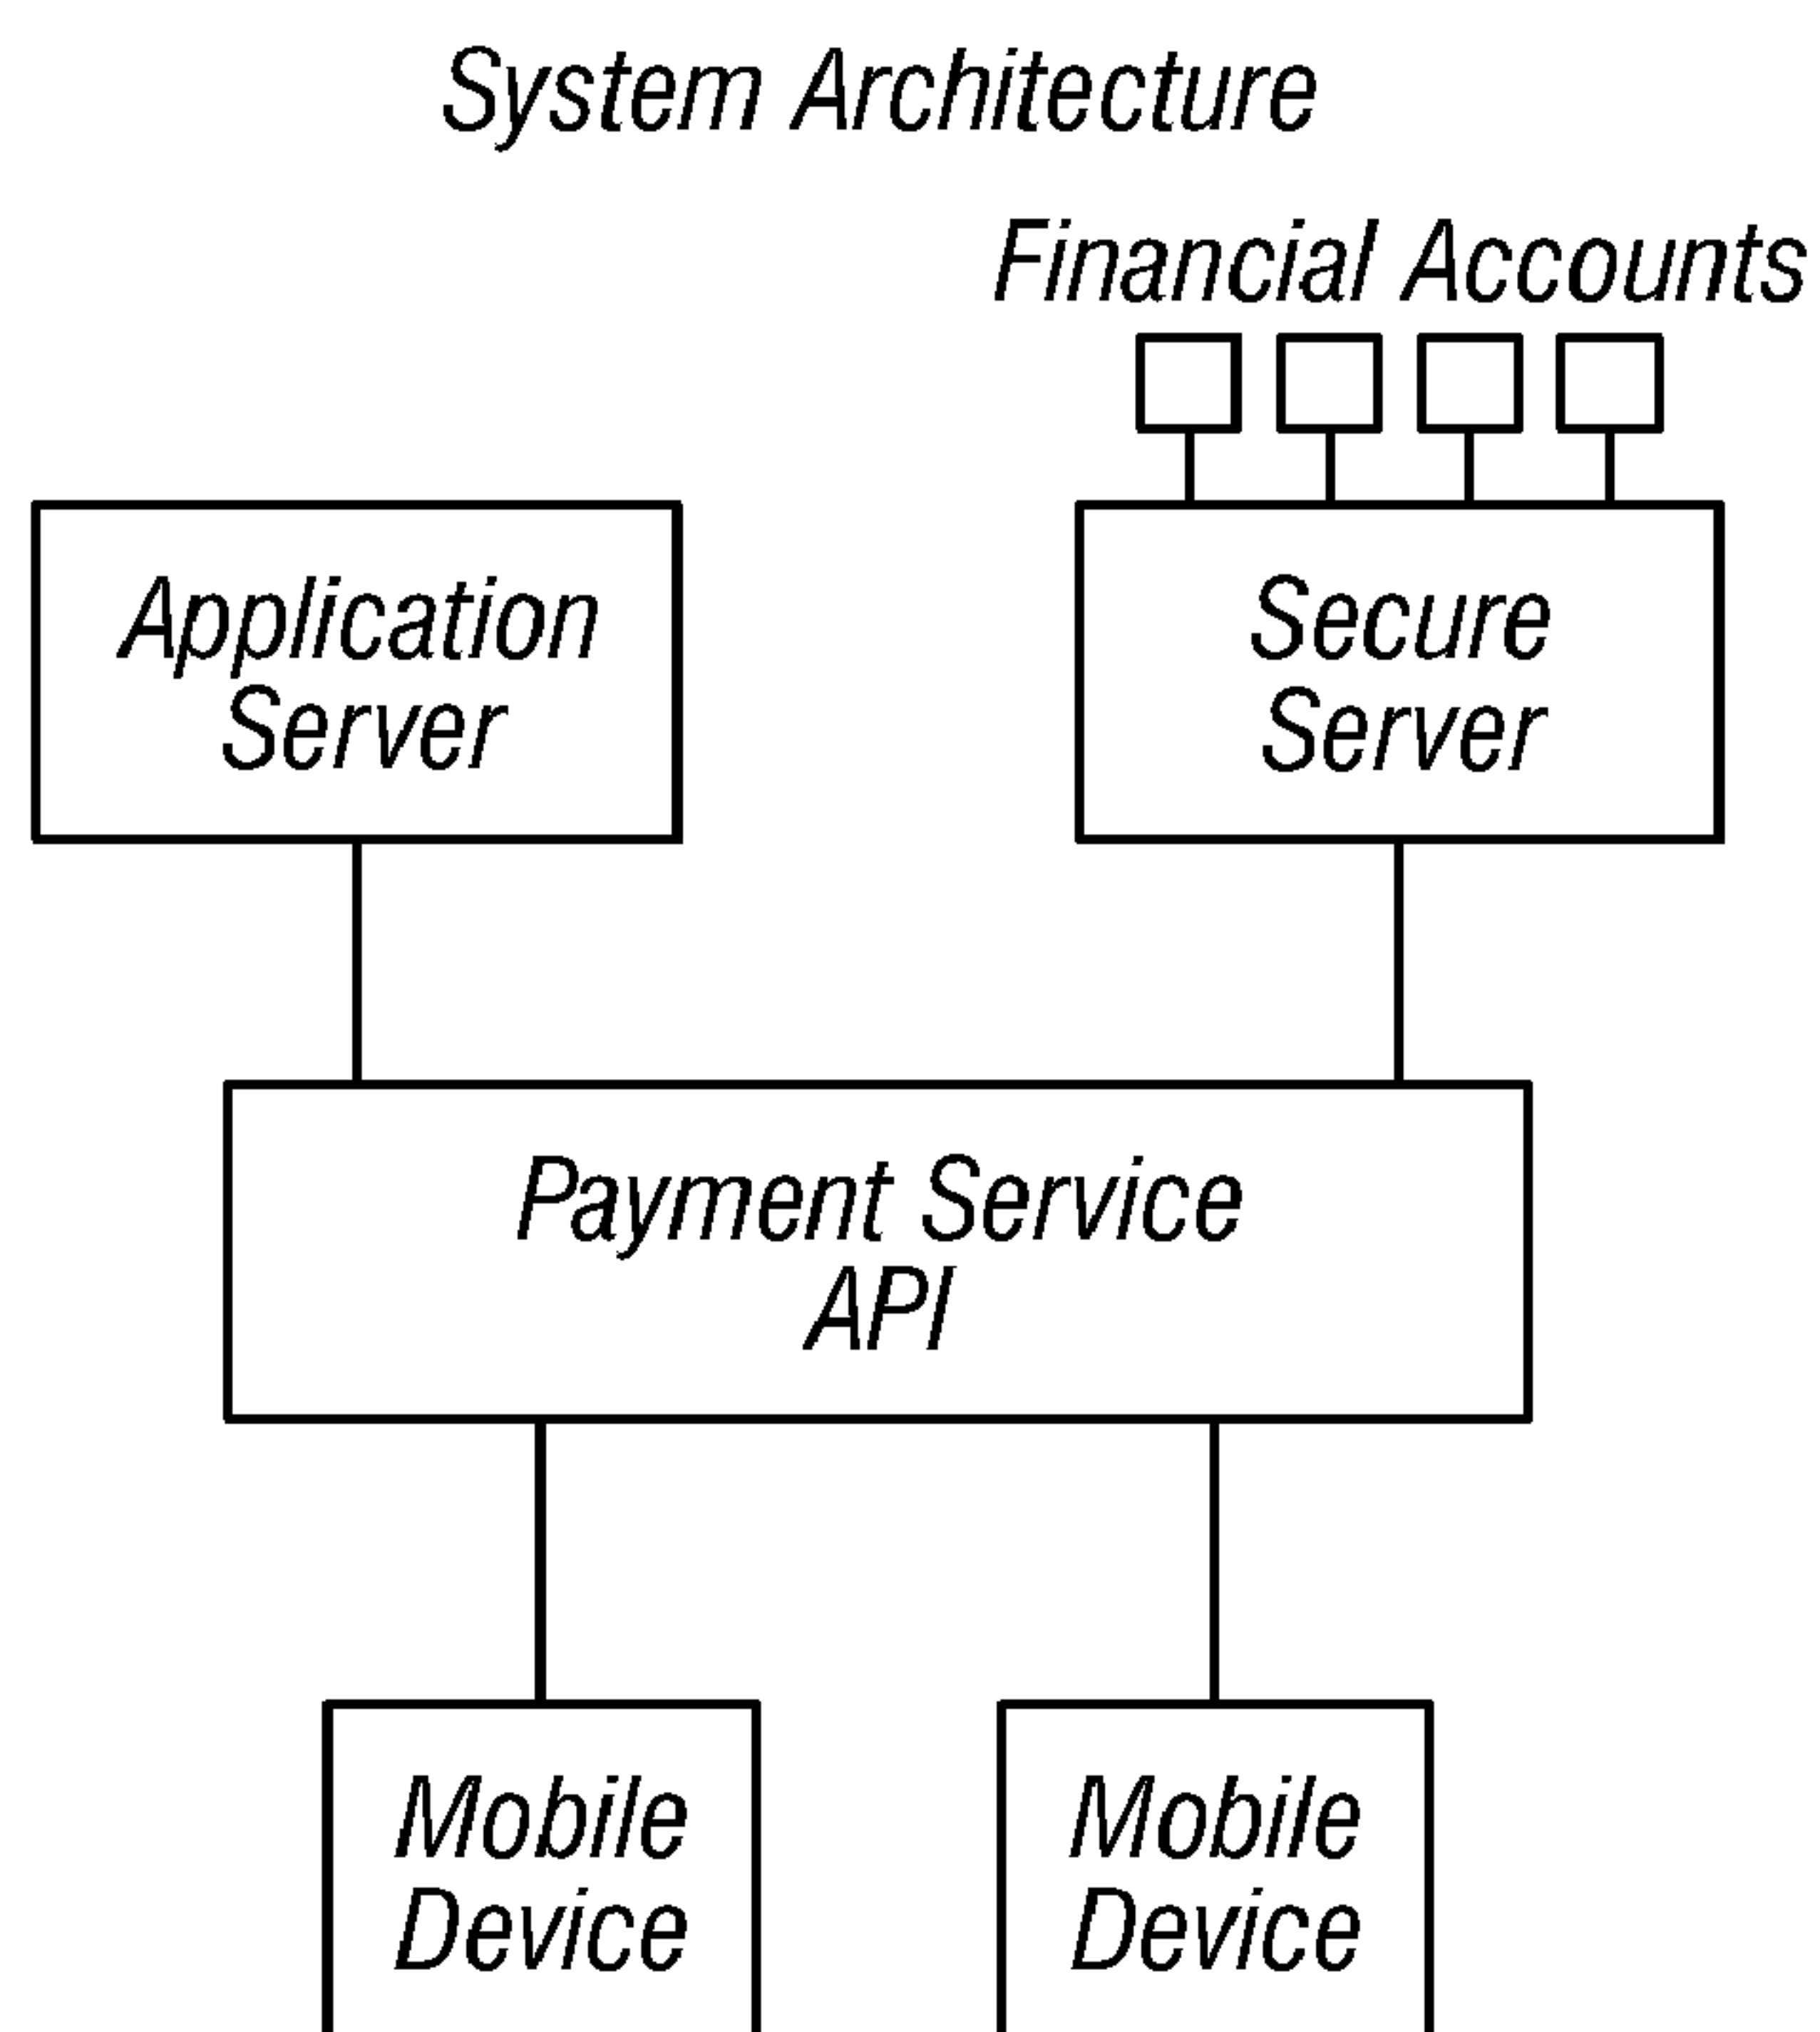 System Architecture
Financial Accounts
Application
Server
Secure
Server
Payment Service
API
Mobile
Device
Mobile
Device